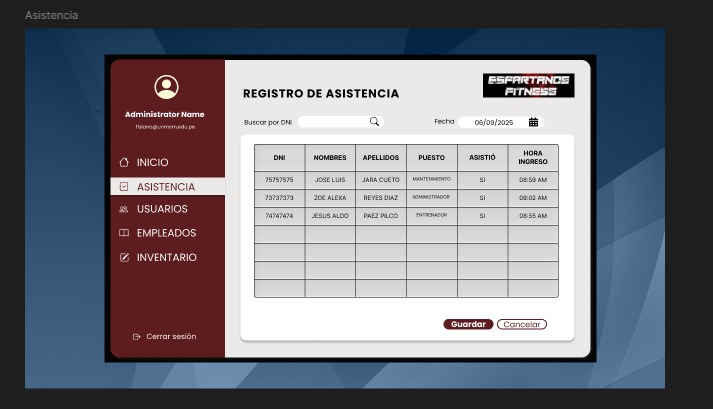 Asistencia
Administrator Name
fisiano@unmsm.edu.pe
INICIO
ASISTENCIA
USUARIOS
EMPLEADOS
INVENTARIO
Cerrar sesión
REGISTRO DE ASISTENCIA
ESPARTANOS
FITNESS
Buscar por DNI
Fecha 06/09/2025
DNI NOMBRES APELLIDOS PUESTO ASISTIÓ HORA INGRESO
75757575 JOSE LUIS JARA CUETO MANTENIMIENTO SI 08:59 AM
73737373 ZOE ALEXA REYES DIAZ ADMINISTRADOR SI 09:02 AM
74747474 JESUS ALDO PAEZ PILCO ENTRENADOR SI 08:55 AM
Guardar Cancelar